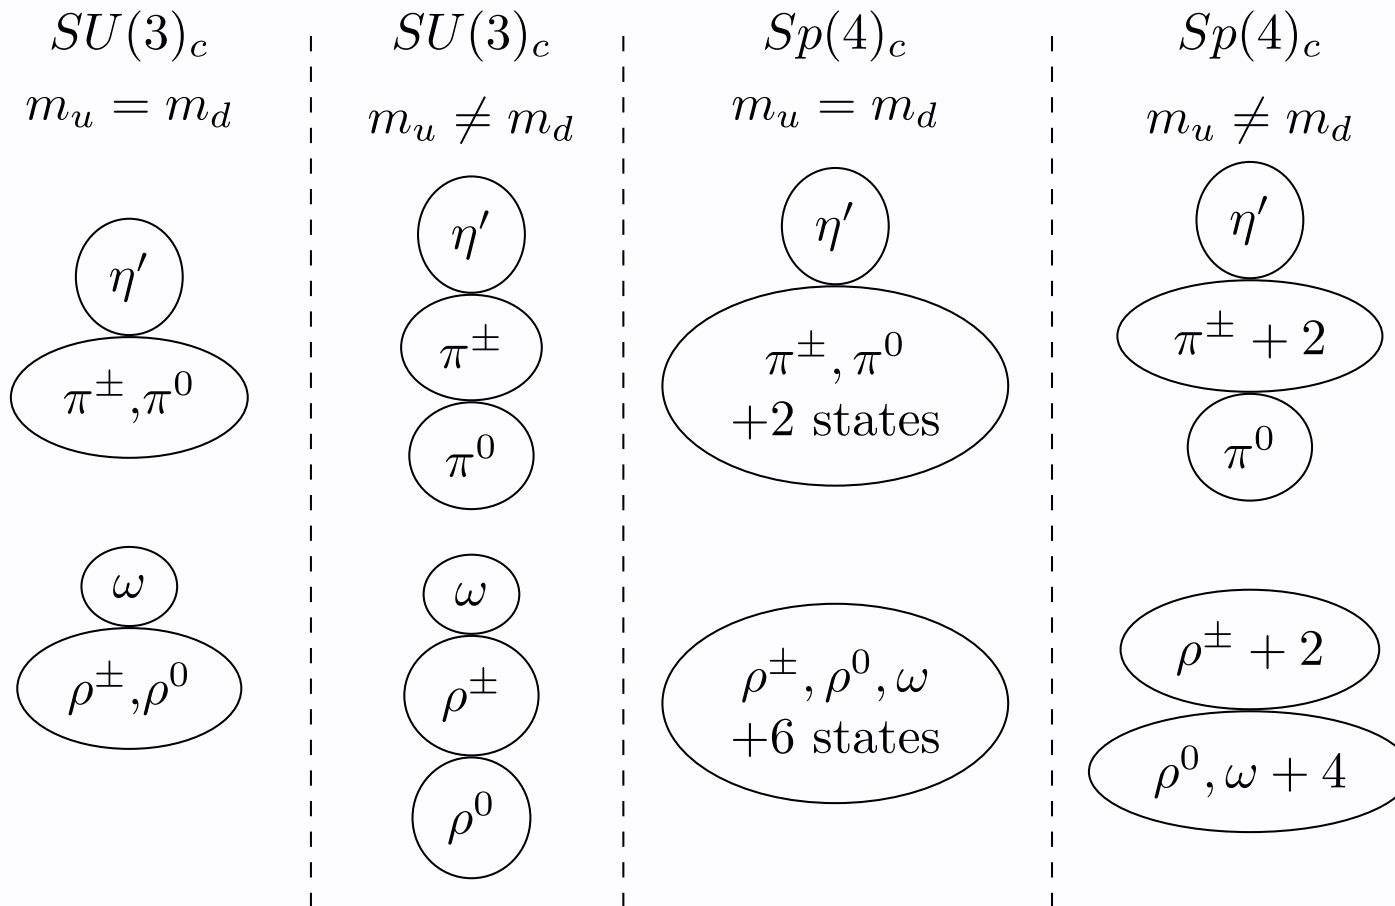 SU(3)_c
m_u = m_d
η′
π^±,π^0
ω
ρ^±,ρ^0
SU(3)_c
m_u ≠ m_d
η′
π^±
π^0
ω
ρ^±
ρ^0
Sp(4)_c
m_u = m_d
η′
π^±, π^0
+2 states
ρ^±, ρ^0, ω
+6 states
Sp(4)_c
m_u ≠ m_d
η′
π^± + 2
π^0
ρ^± + 2
ρ^0, ω + 4